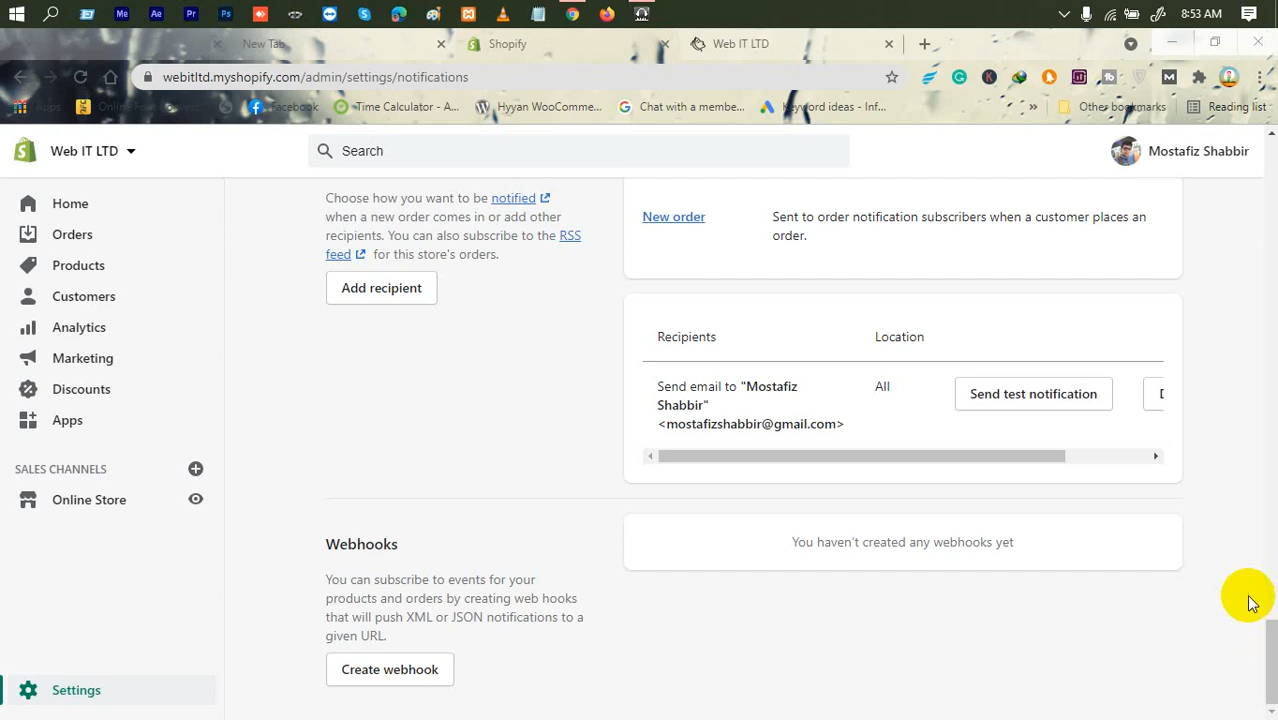 8:53 AM
New Tab
Shopify
Web IT LTD
webitltd.myshopify.com/admin/settings/notifications
Apps
Facebook
Time Calculator - A...
Hyyan WooComme...
Chat with a membe...
Keyword ideas - Inf...
Other bookmarks
Reading list
Web IT LTD
Search
Mostafiz Shabbir
Home
Orders
Products
Customers
Analytics
Marketing
Discounts
Apps
SALES CHANNELS
Online Store
Settings
Choose how you want to be notified
when a new order comes in or add other
recipients. You can also subscribe to the RSS
feed for this store's orders.
Add recipient
New order
Sent to order notification subscribers when a customer places an
order.
Recipients
Location
Send email to "Mostafiz
Shabbir"
<mostafizshabbir@gmail.com>
All
Send test notification
Webhooks
You can subscribe to events for your
products and orders by creating web hooks
that will push XML or JSON notifications to a
given URL.
Create webhook
You haven't created any webhooks yet